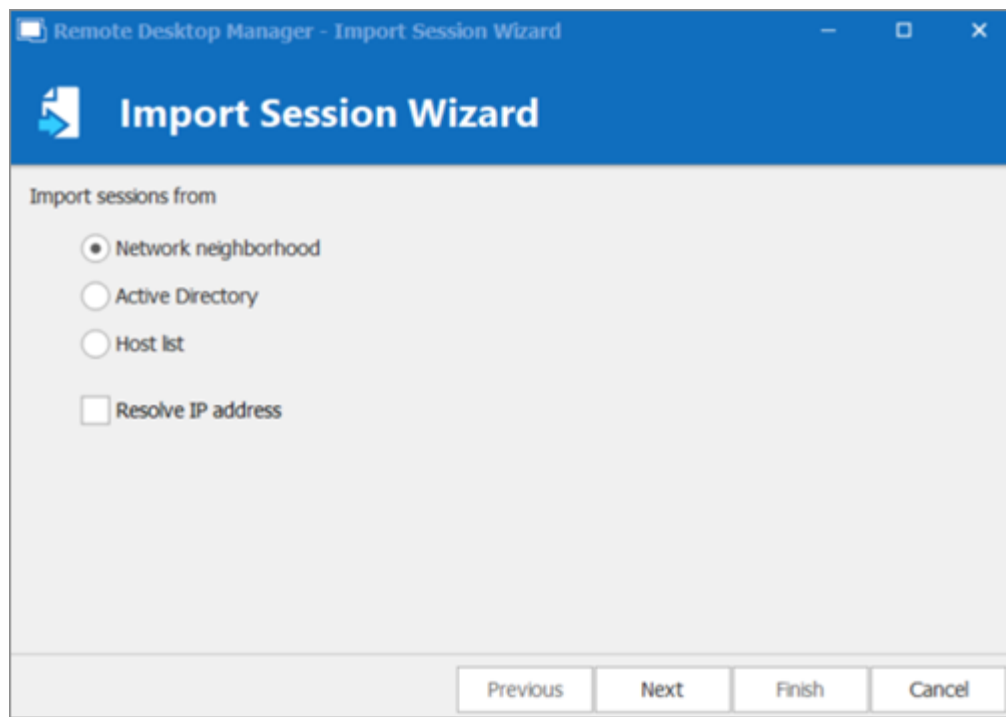 Remote Desktop Manager - Import Session Wizard
Import Session Wizard
Import sessions from
Network neighborhood
Active Directory
Host list
Resolve IP address
Previous Next Finish Cancel